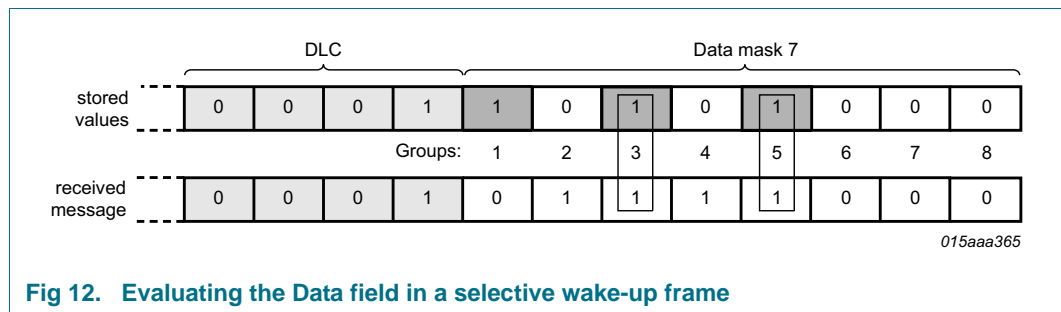 DLC Data mask 7
stored values 0 0 0 1 1 0 1 0 1 0 0 0
Groups: 1 2 3 4 5 6 7 8
received message 0 0 0 1 0 1 1 1 1 0 0 0
015aaa365
Fig 12. Evaluating the Data field in a selective wake-up frame